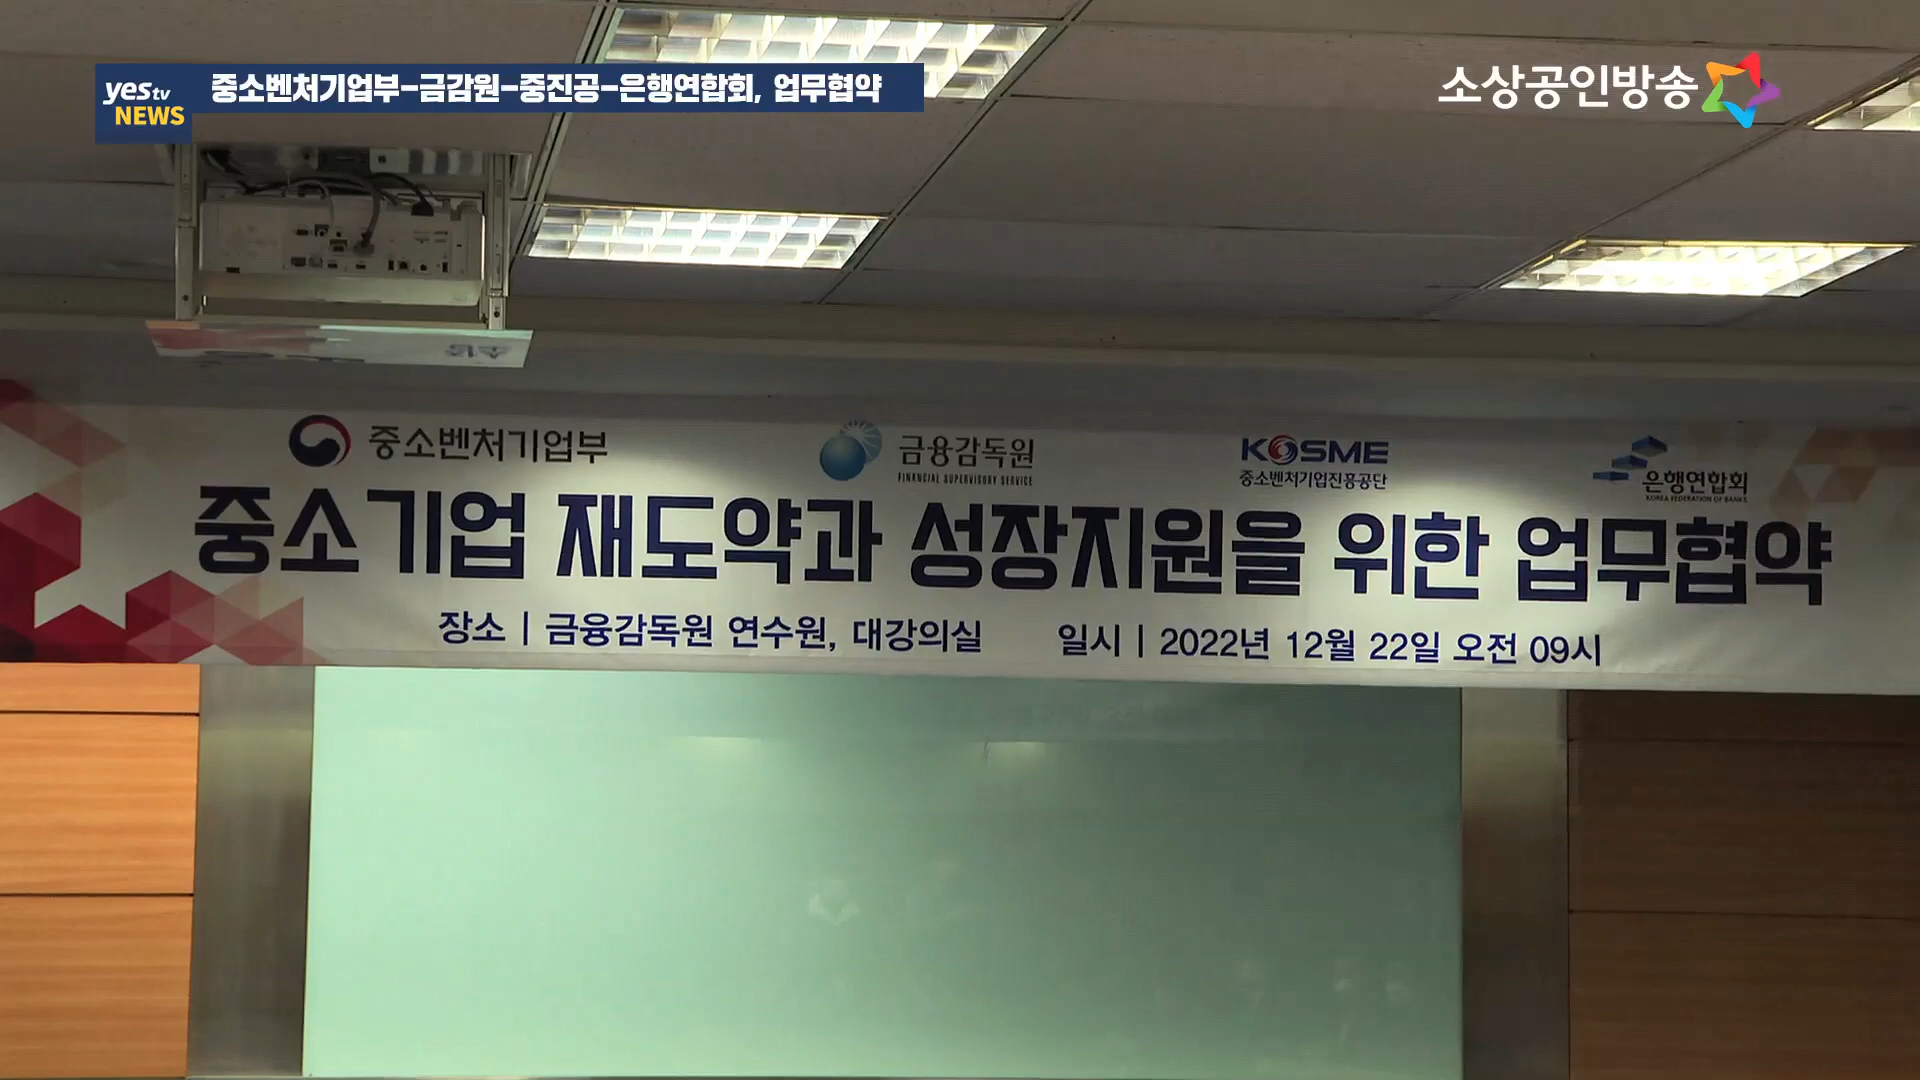 yes tv
NEWS
중소벤처기업부-금감원-중진공-은행연합회, 업무협약
소상공인방송
중소벤처기업부
금융감독원
FINANCIAL SUPERVISORY SERVICE
KOSME
중소벤처기업진흥공단
은행연합회
KOREA FEDERATION OF BANKS
중소기업 재도약과 성장지원을 위한 업무협약
장소 | 금융감독원 연수원, 대강의실 일시 | 2022년 12월 22일 오전 09시